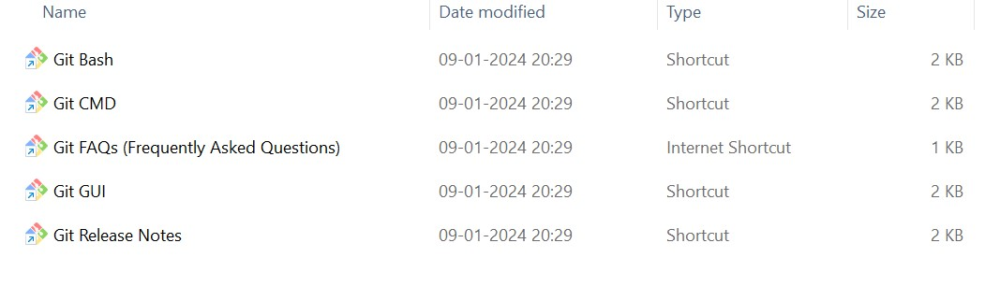 Name Date modified Type Size
Git Bash 09-01-2024 20:29 Shortcut 2 KB
Git CMD 09-01-2024 20:29 Shortcut 2 KB
Git FAQs (Frequently Asked Questions) 09-01-2024 20:29 Internet Shortcut 1 KB
Git GUI 09-01-2024 20:29 Shortcut 2 KB
Git Release Notes 09-01-2024 20:29 Shortcut 2 KB